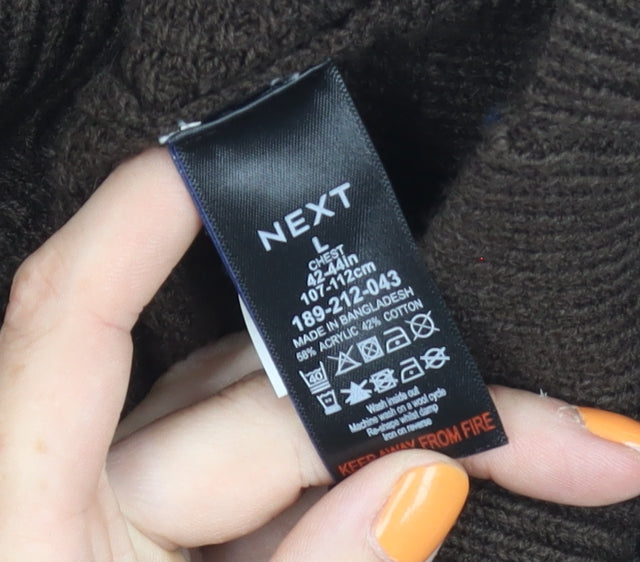 NEXT
L
CHEST
42-44in
107-112cm
189-212-043
MADE IN BANGLADESH
58% ACRYLIC 42% COTTON
40
Wash inside out
Machine wash on a wool cycle
Re-shape whilst damp
Iron on reverse
KEEP AWAY FROM FIRE